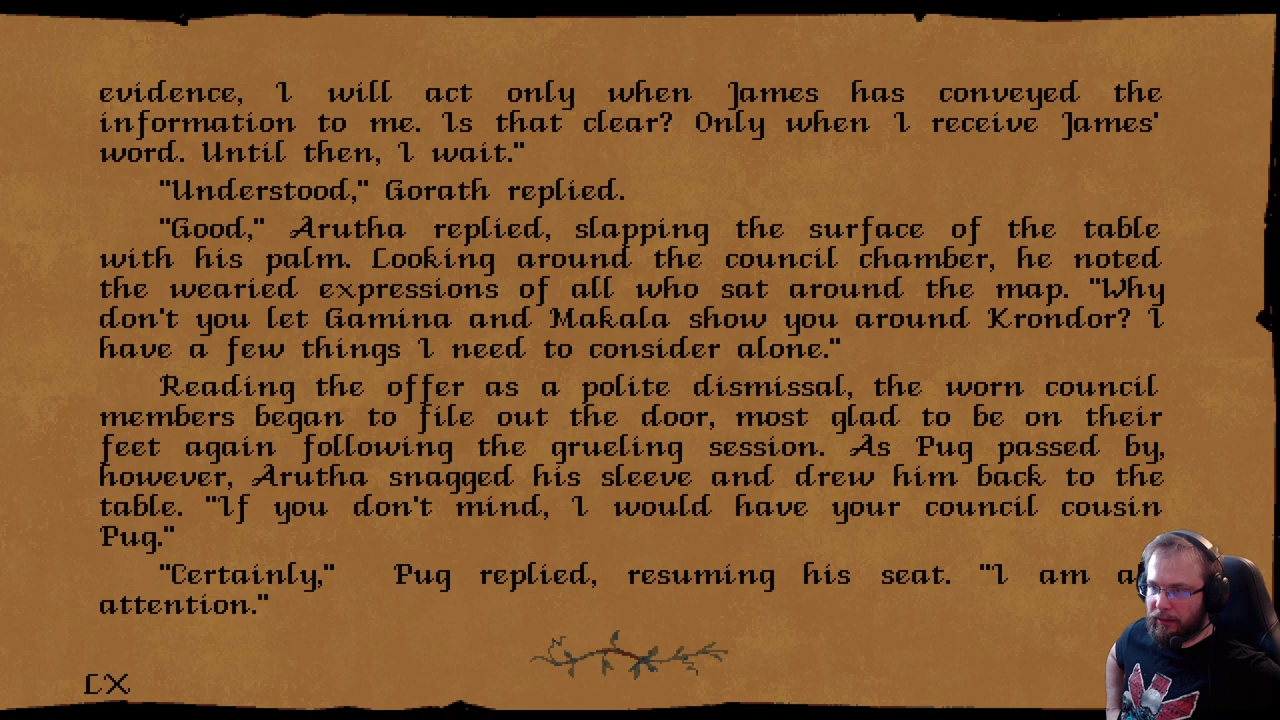 evidence, I will act only when James has conveyed the
information to me. Is that clear? Only when I receive James'
word. Until then, I wait."
"Understood," Gorath replied.
"Good," Arutha replied, slapping the surface of the table
with his palm. Looking around the council chamber, he noted
the wearied expressions of all who sat around the map. "Why
don't you let Gamina and Makala show you around Krondor? I
have a few things I need to consider alone."
Reading the offer as a polite dismissal, the worn council
members began to file out the door, most glad to be on their
feet again following the grueling session. As Pug passed by,
however, Arutha snagged his sleeve and drew him back to the
table. "If you don't mind, I would have your council cousin
Pug."
"Certainly," Pug replied, resuming his seat. "I am
attention."
LX